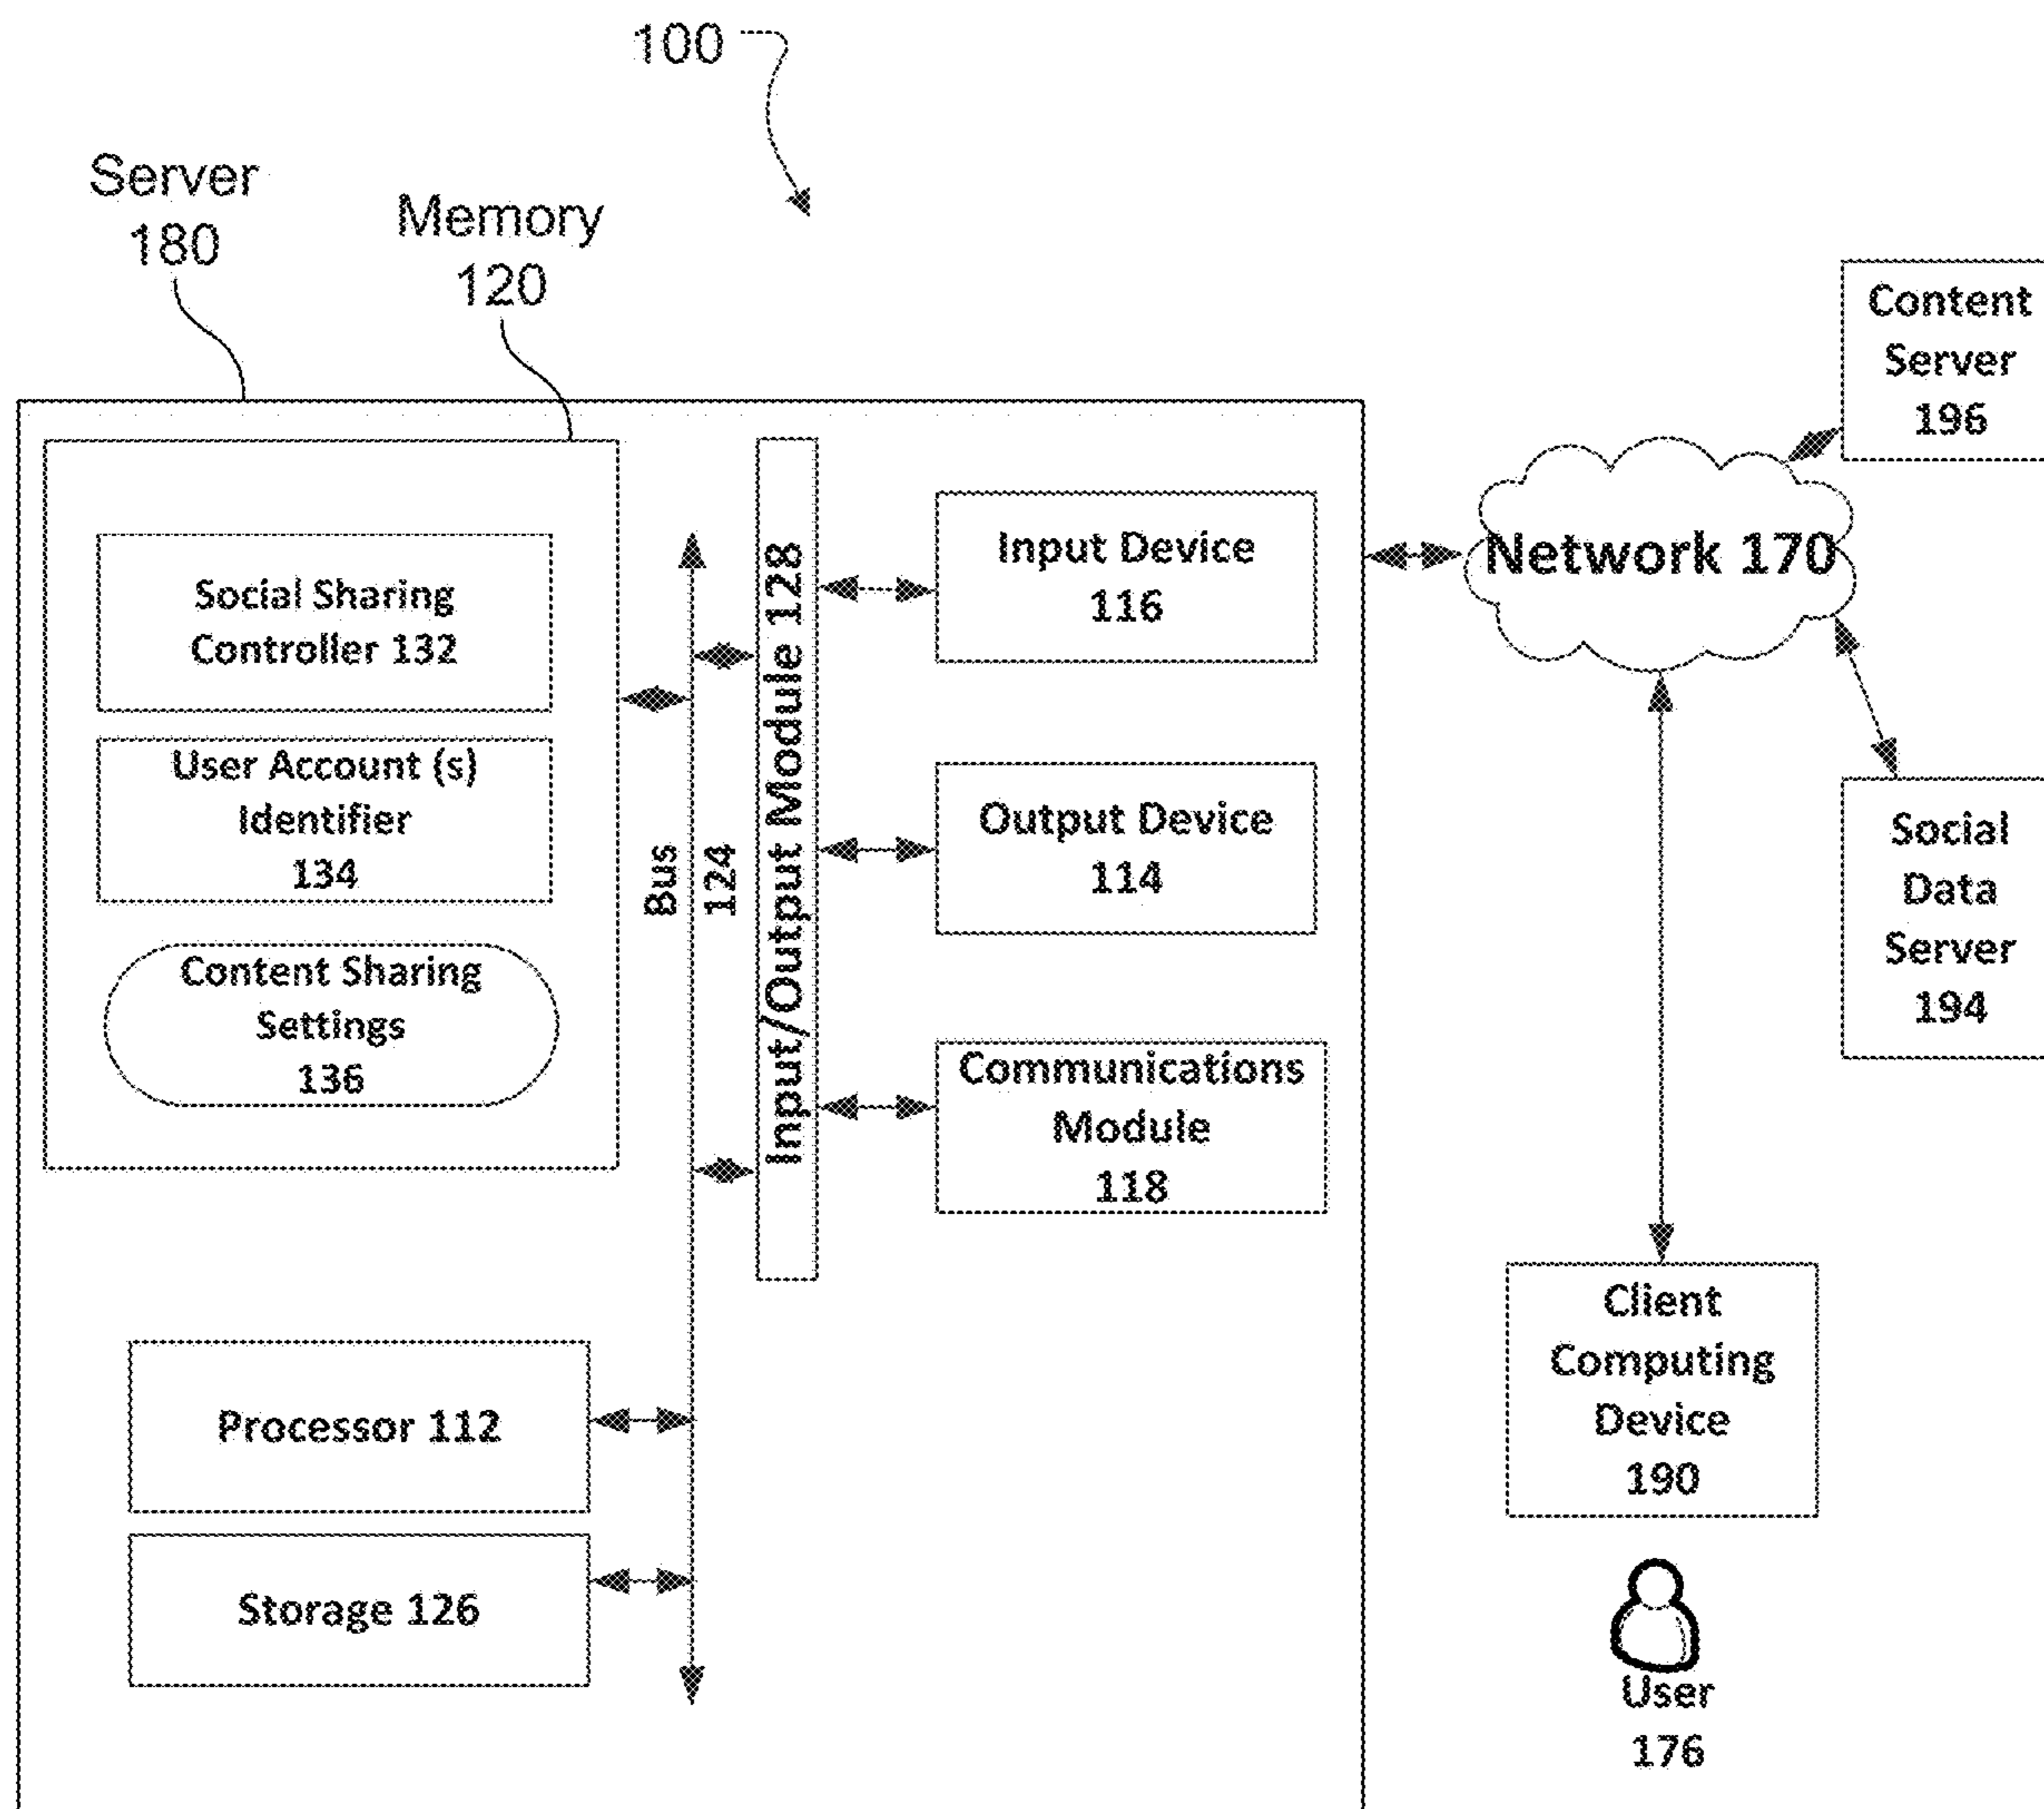 100
Server
180
Memory
120
Social Sharing
Controller 132
User Account (s)
Identifier
134
Content Sharing
Settings
136
Bus
124
Input/Output Module 128
Input Device
116
Output Device
114
Communications
Module
118
Processor 112
Storage 126
Network 170
Content
Server
196
Social
Data
Server
194
Client
Computing
Device
190
User
176